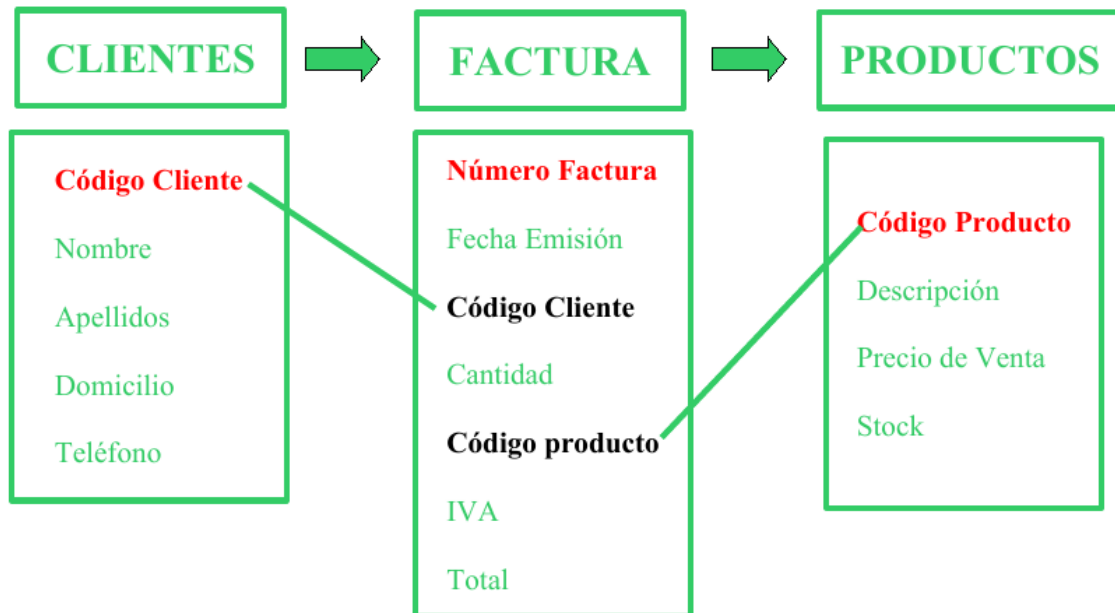 CLIENTES
Código Cliente
Nombre
Apellidos
Domicilio
Teléfono
FACTURA
Número Factura
Fecha Emisión
Código Cliente
Cantidad
Código producto
IVA
Total
PRODUCTOS
Código Producto
Descripción
Precio de Venta
Stock